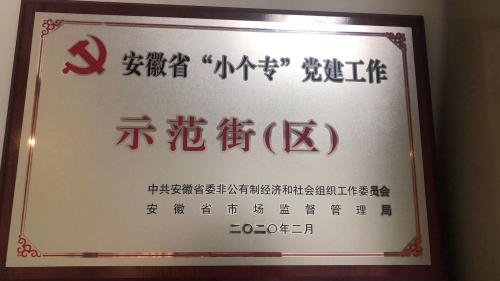 安徽省“小个专”党建工作
示范街(区)
中共安徽省委非公有制经济和社会组织工作委员会
安徽省市场监督管理局
二〇二〇年二月